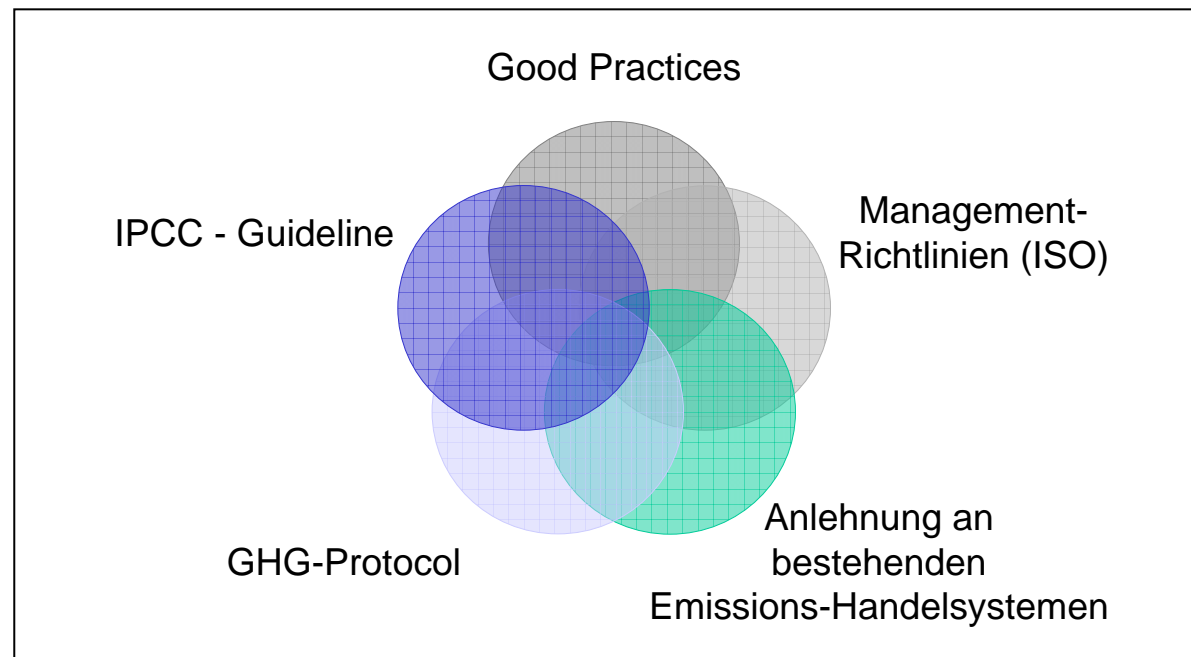 Good Practices
IPCC - Guideline
Management-
Richtlinien (ISO)
GHG-Protocol
Anlehnung an
bestehenden
Emissions-Handelsystemen